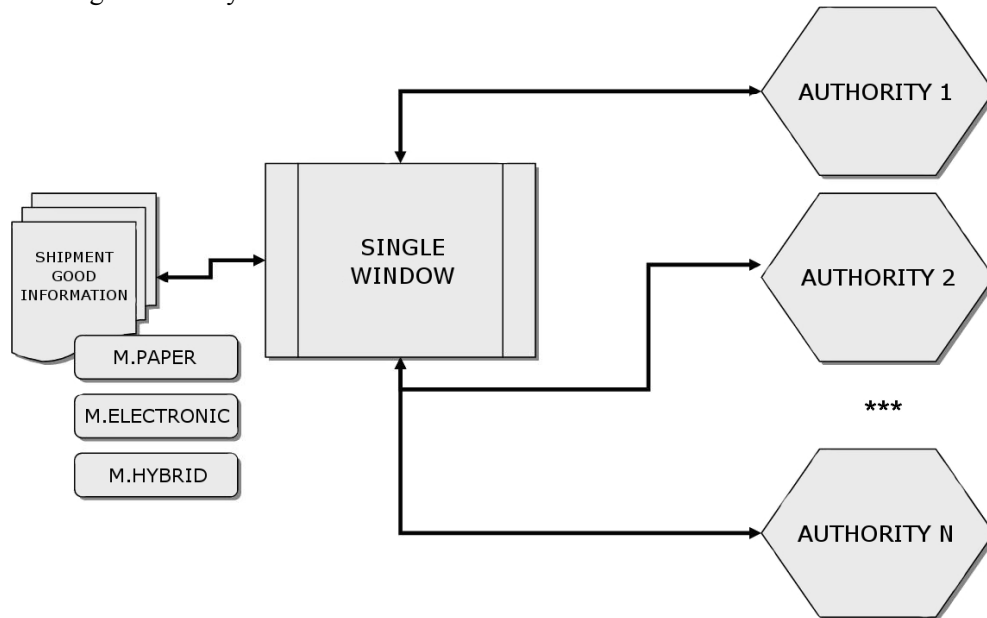 AUTHORITY 1
SINGLE
WINDOW
SHIPMENT
GOOD
INFORMATION
AUTHORITY 2
M.PAPER
M.ELECTRONIC
***
M.HYBRID
AUTHORITY N